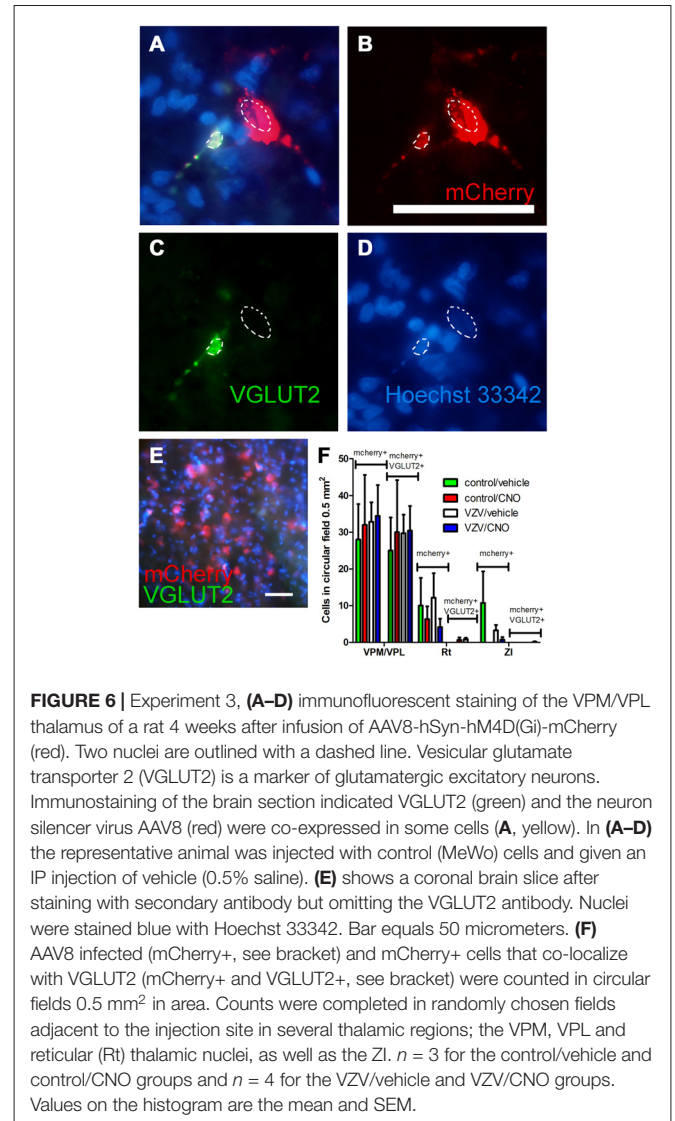 A
B
mCherry
C
D
VGLUT2
Hoechst 33342
E
mCherry
VGLUT2
F
Cells in circular field 0.5 mm²
50
40
30
20
10
0
mcherry+
mcherry+
VGLUT2+
control/vehicle
control/CNO
VZV/vehicle
VZV/CNO
mcherry+
mcherry+
VGLUT2+
mcherry+
mcherry+
VGLUT2+
VPM/VPL
Rt
ZI
FIGURE 6 | Experiment 3, (A–D) immunofluorescent staining of the VPM/VPL
thalamus of a rat 4 weeks after infusion of AAV8-hSyn-hM4D(Gi)-mCherry
(red). Two nuclei are outlined with a dashed line. Vesicular glutamate
transporter 2 (VGLUT2) is a marker of glutamatergic excitatory neurons.
Immunostaining of the brain section indicated VGLUT2 (green) and the neuron
silencer virus AAV8 (red) were co-expressed in some cells (A, yellow). In (A–D)
the representative animal was injected with control (MeWo) cells and given an
IP injection of vehicle (0.5% saline). (E) shows a coronal brain slice after
staining with secondary antibody but omitting the VGLUT2 antibody. Nuclei
were stained blue with Hoechst 33342. Bar equals 50 micrometers. (F)
AAV8 infected (mCherry+, see bracket) and mCherry+ cells that co-localize
with VGLUT2 (mCherry+ and VGLUT2+, see bracket) were counted in circular
fields 0.5 mm² in area. Counts were completed in randomly chosen fields
adjacent to the injection site in several thalamic regions; the VPM, VPL and
reticular (Rt) thalamic nuclei, as well as the ZI. n = 3 for the control/vehicle and
control/CNO groups and n = 4 for the VZV/vehicle and VZV/CNO groups.
Values on the histogram are the mean and SEM.